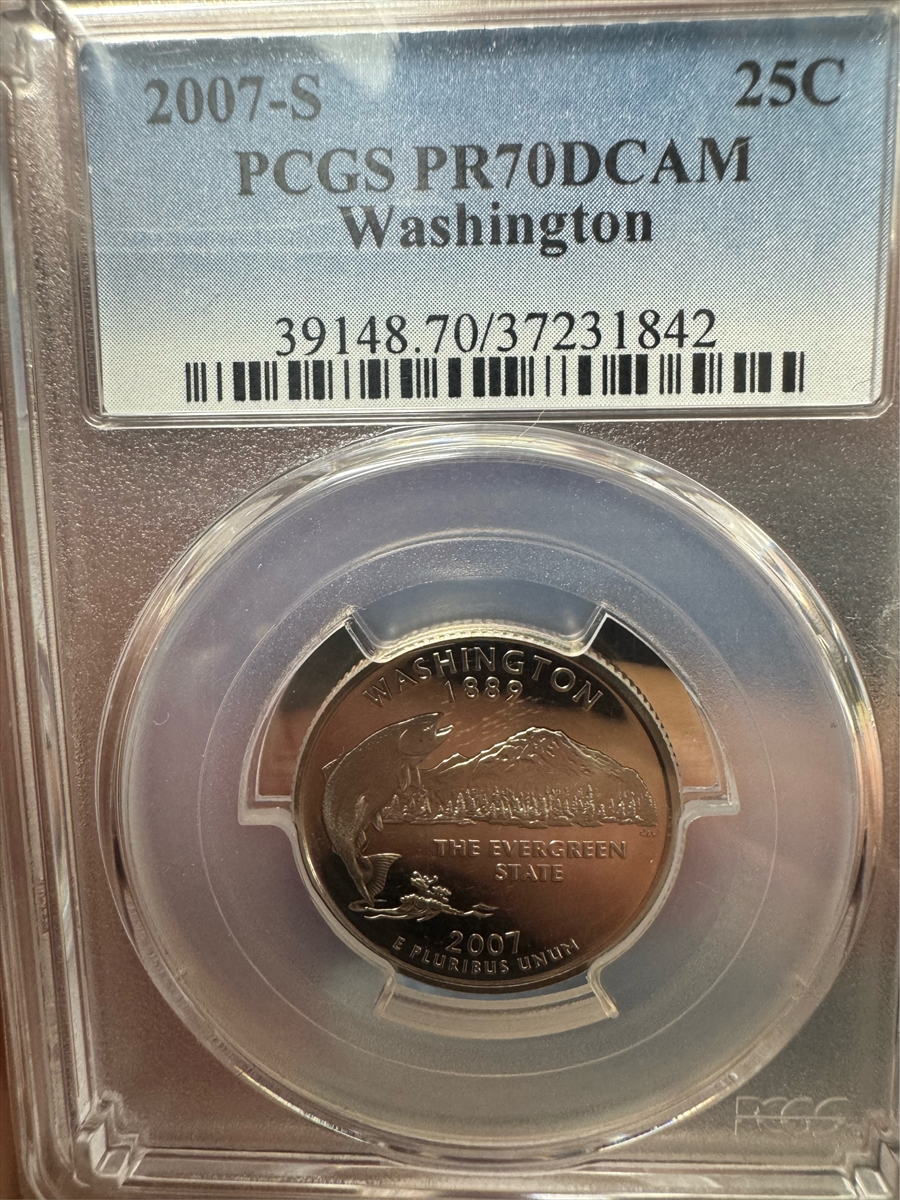 2007-S 25C
PCGS PR70DCAM
Washington
39148.70/37231842
WASHINGTON
1889
THE EVERGREEN
STATE
2007
E PLURIBUS UNUM
PCGS